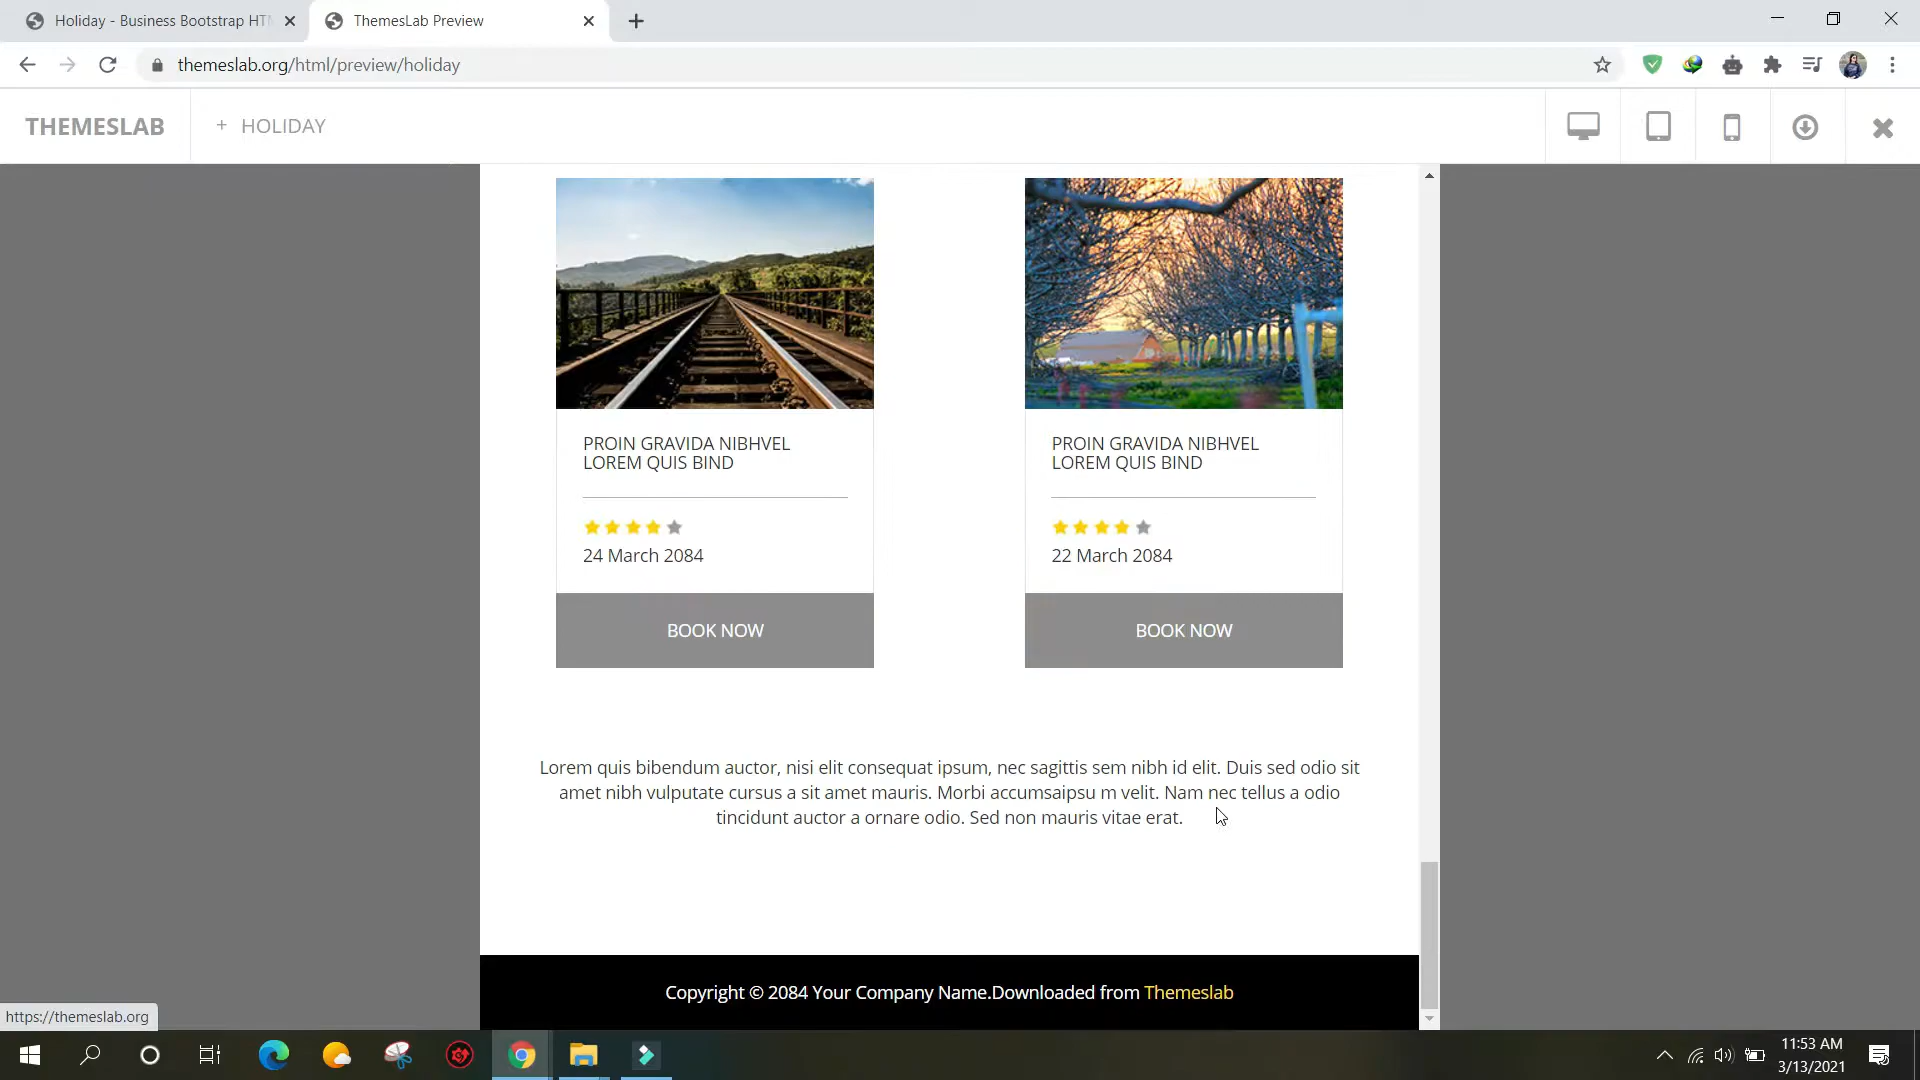 Holiday - Business Bootstrap HT
ThemesLab Preview
themeslab.org/html/preview/holiday
THEMESLAB
+ HOLIDAY
PROIN GRAVIDA NIBHVEL
LOREM QUIS BIND
24 March 2084
BOOK NOW
PROIN GRAVIDA NIBHVEL
LOREM QUIS BIND
22 March 2084
BOOK NOW
Lorem quis bibendum auctor, nisi elit consequat ipsum, nec sagittis sem nibh id elit. Duis sed odio sit
amet nibh vulputate cursus a sit amet mauris. Morbi accumsaipsu m velit. Nam nec tellus a odio
tincidunt auctor a ornare odio. Sed non mauris vitae erat.
Copyright © 2084 Your Company Name.Downloaded from Themeslab
https://themeslab.org
11:53 AM
3/13/2021